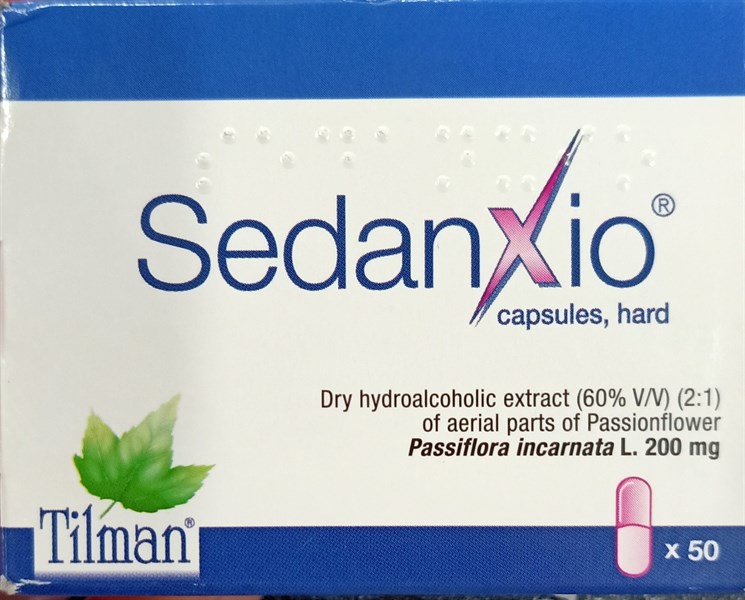 SedanXio®
capsules, hard
Dry hydroalcoholic extract (60% V/V) (2:1)
of aerial parts of Passionflower
Passiflora incarnata L. 200 mg
Tilman®
x 50